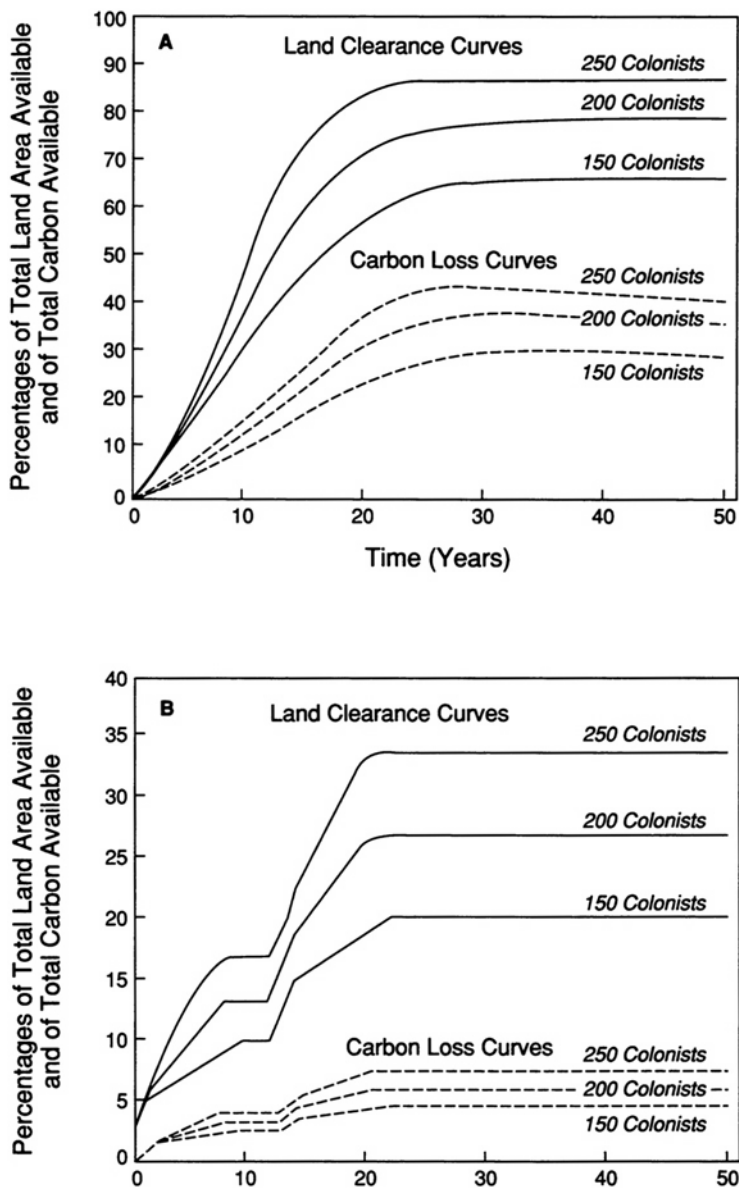 Percentages of Total Land Area Available
and of Total Carbon Available
100
90
80
70
60
50
40
30
20
10
0
A
Land Clearance Curves
250 Colonists
200 Colonists
150 Colonists
Carbon Loss Curves
250 Colonists
200 Colonists
150 Colonists
0 10 20 30 40 50
Time (Years)
Percentages of Total Land Area Available
and of Total Carbon Available
40
35
30
25
20
15
10
5
0
B
Land Clearance Curves
250 Colonists
200 Colonists
150 Colonists
Carbon Loss Curves
250 Colonists
200 Colonists
150 Colonists
0 10 20 30 40 50